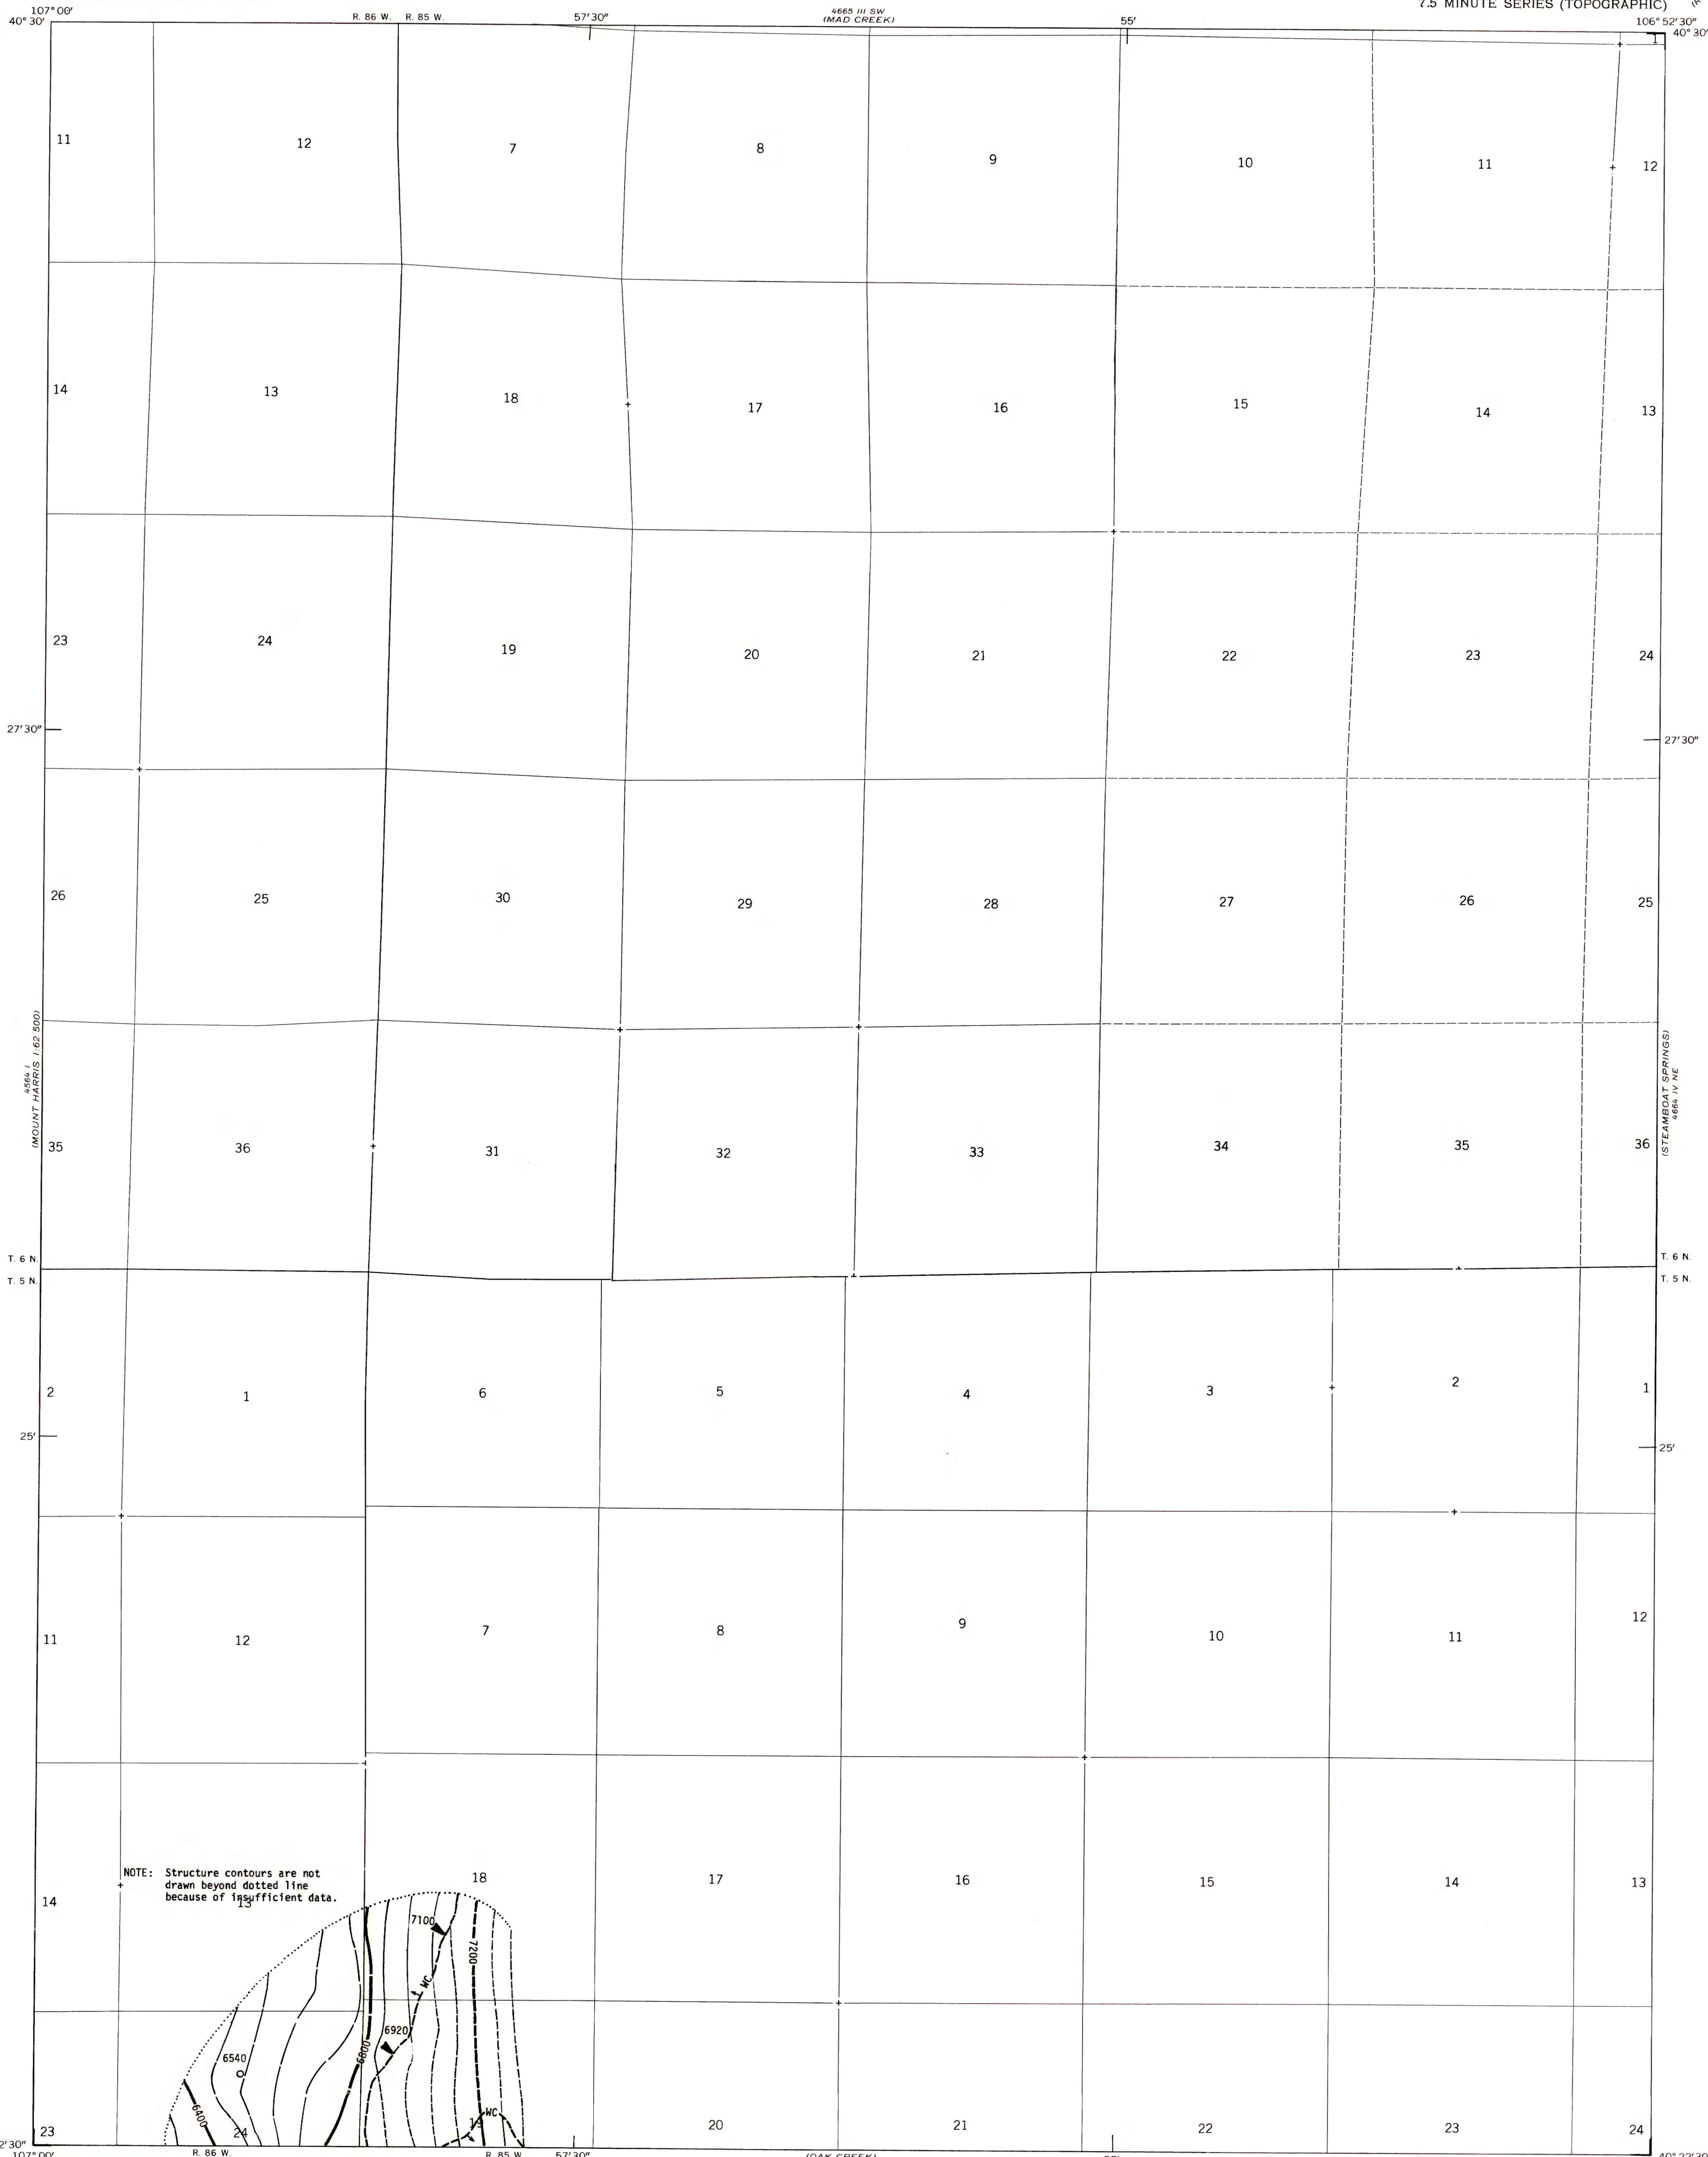 7.5 MINUTE SERIES (TOPOGRAPHIC)
107° 00′
40° 30′
R. 86 W. R. 85 W.
57′30″
4665 III SW
(MAD CREEK)
55′
106° 52′30″
40° 30′
1
11 12 7 8 9 10 11 12
14 13 18 17 16 15 14 13
23 24 19 20 21 22 23 24
27′30″ 27′30″
26 25 30 29 28 27 26 25
4564 I
(MOUNT HARRIS 1:62 500)
(STEAMBOAT SPRINGS)
4664 IV NE
35 36 31 32 33 34 35 36
T. 6 N. T. 6 N.
T. 5 N. T. 5 N.
2 1 6 5 4 3 2 1
25′ 25′
11 12 7 8 9 10 11 12
NOTE: Structure contours are not
drawn beyond dotted line
because of insufficient data.
14 13 18 17 16 15 14 13
7100
7200
WC
6920
6800
6540
6400
WC
23 24 19 20 21 22 23 24
2′30″
107° 00′
R. 86 W. R. 85 W.
57′30″
(OAK CREEK)